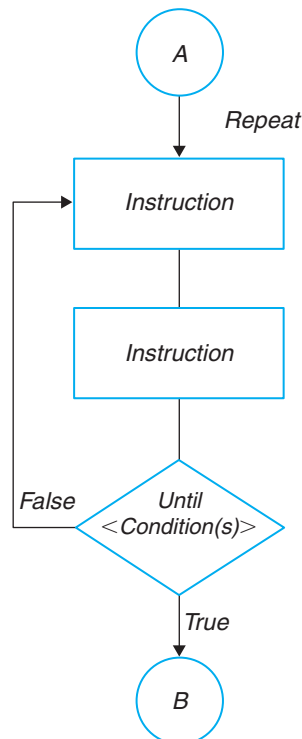 A
Repeat
Instruction
Instruction
False
Until
<Condition(s)>
True
B